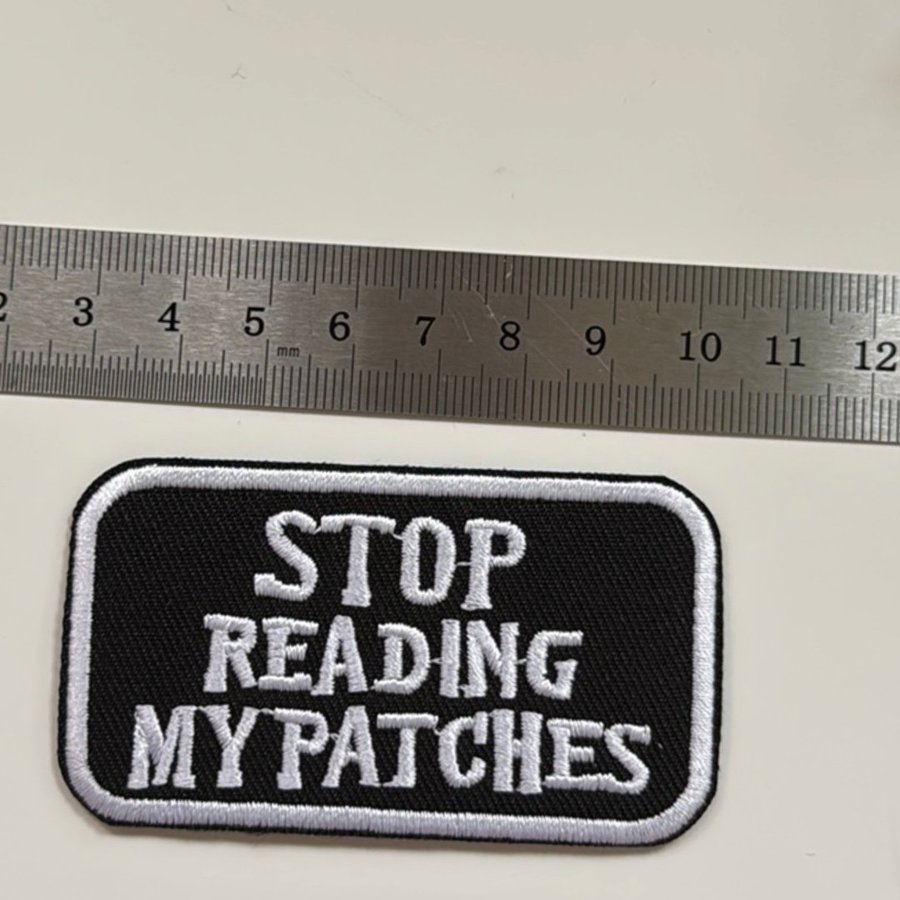 2 3 4 5 6 7 8 9 10 11 12
mm
STOP
READING
MY PATCHES